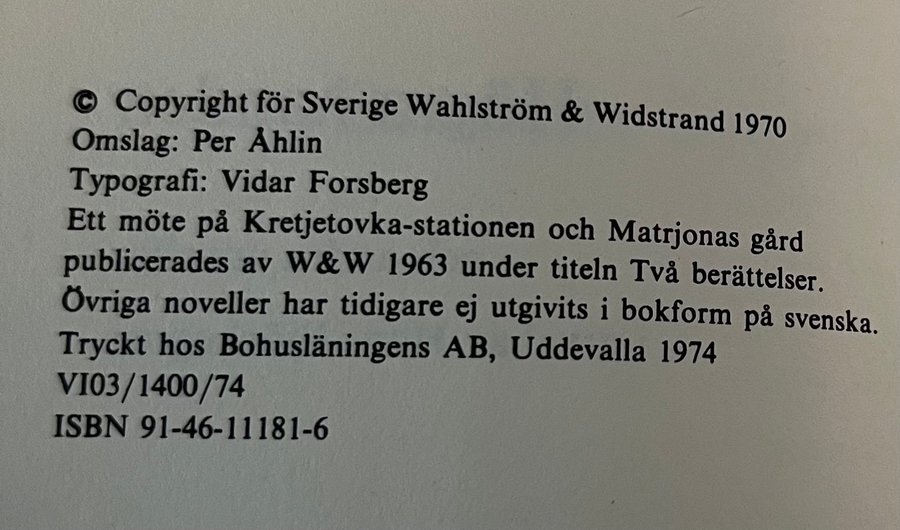 © Copyright för Sverige Wahlström & Widstrand 1970
Omslag: Per Åhlin
Typografi: Vidar Forsberg
Ett möte på Kretjetovka-stationen och Matrjonas gård
publicerades av W&W 1963 under titeln Två berättelser.
Övriga noveller har tidigare ej utgivits i bokform på svenska.
Tryckt hos Bohusläningens AB, Uddevalla 1974
VI03/1400/74
ISBN 91-46-11181-6